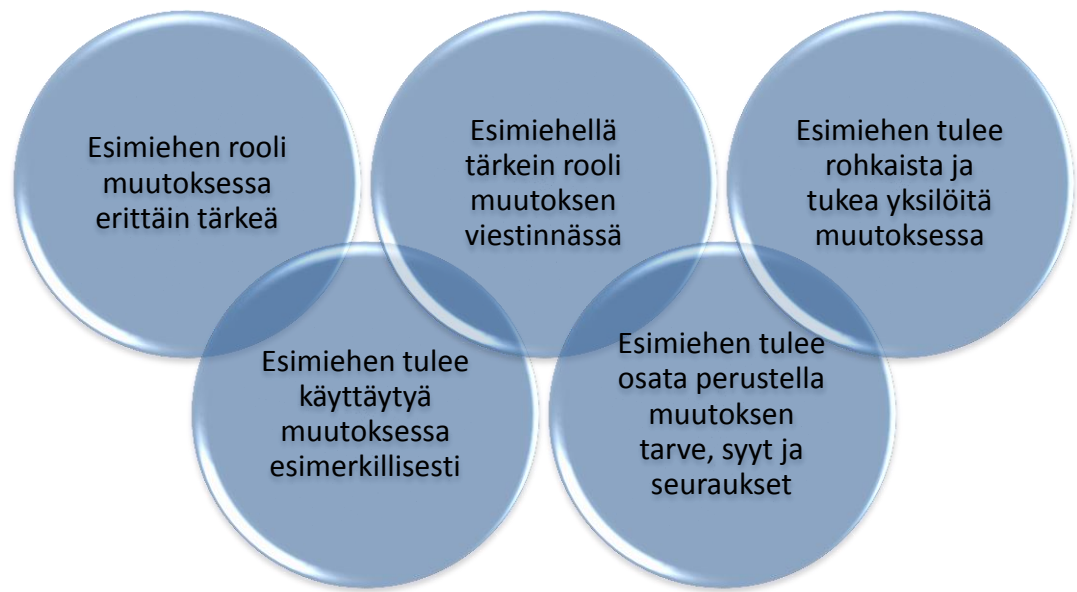 Esimiehen rooli
muutoksessa
erittäin tärkeä
Esimiehellä
tärkein rooli
muutoksen
viestinnässä
Esimiehen tulee
rohkaista ja
tukea yksilöitä
muutoksessa
Esimiehen tulee
käyttäytyä
muutoksessa
esimerkillisesti
Esimiehen tulee
osata perustella
muutoksen
tarve, syyt ja
seuraukset